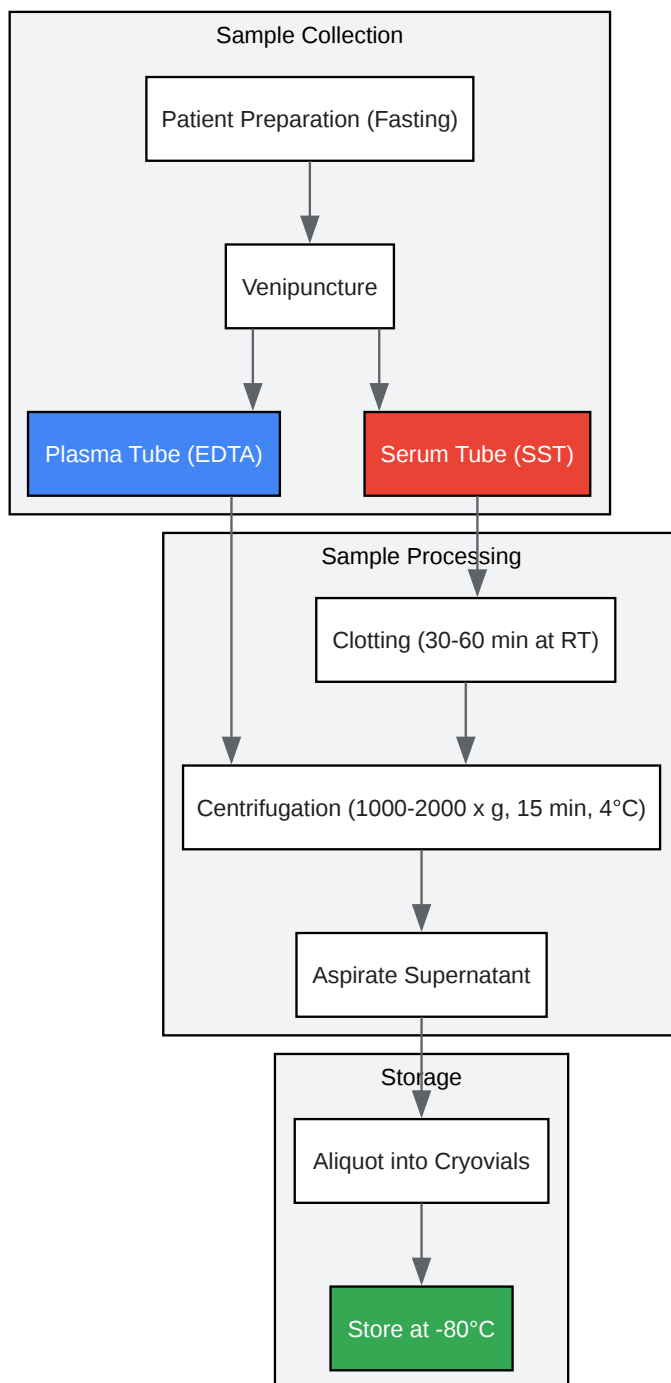 Sample Collection
Patient Preparation (Fasting)
Venipuncture
Plasma Tube (EDTA)
Serum Tube (SST)
Sample Processing
Clotting (30-60 min at RT)
Centrifugation (1000-2000 x g, 15 min, 4°C)
Aspirate Supernatant
Storage
Aliquot into Cryovials
Store at -80°C